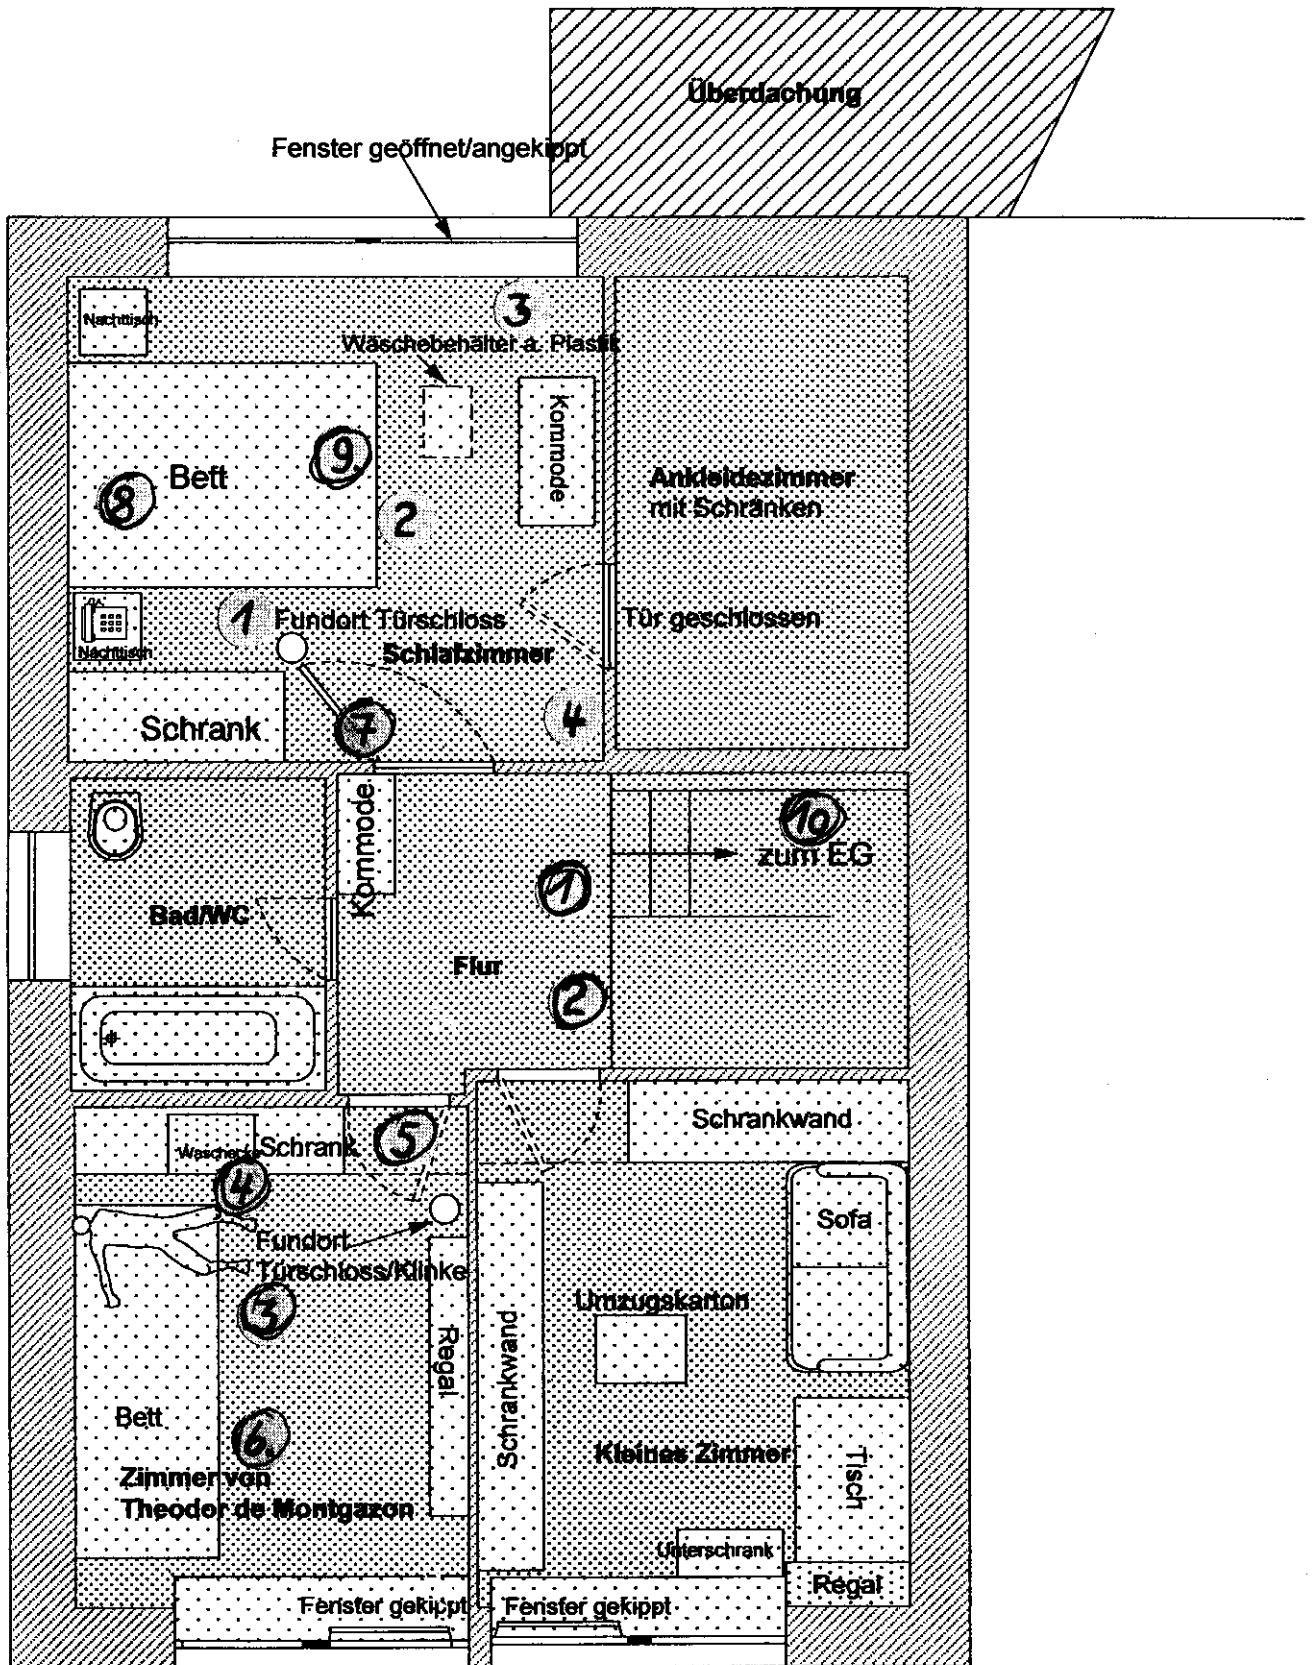 Überdachung
Fenster geöffnet/angekippt
3
Nachttisch
Wäschebehälter a. Plastik
Kommode
9.
Bett
8
2
Ankleidezimmer
mit Schränken
1
Fundort Türschloss
Tür geschlossen
Nachttisch
Schlafzimmer
4
Schrank
7
Kommode
10
zum EG
1
Bad/WC
Flur
2
Schrankwand
5
Schrank
4
Sofa
Fundort
Türschloss/Klinke
3
Umzugskarton
Regal
Schrankwand
Bett
6.
Kleines Zimmer
Tisch
Zimmer von
Theodor de Montgazon
Unterschrank
Regal
Fenster gekippt
Fenster gekippt